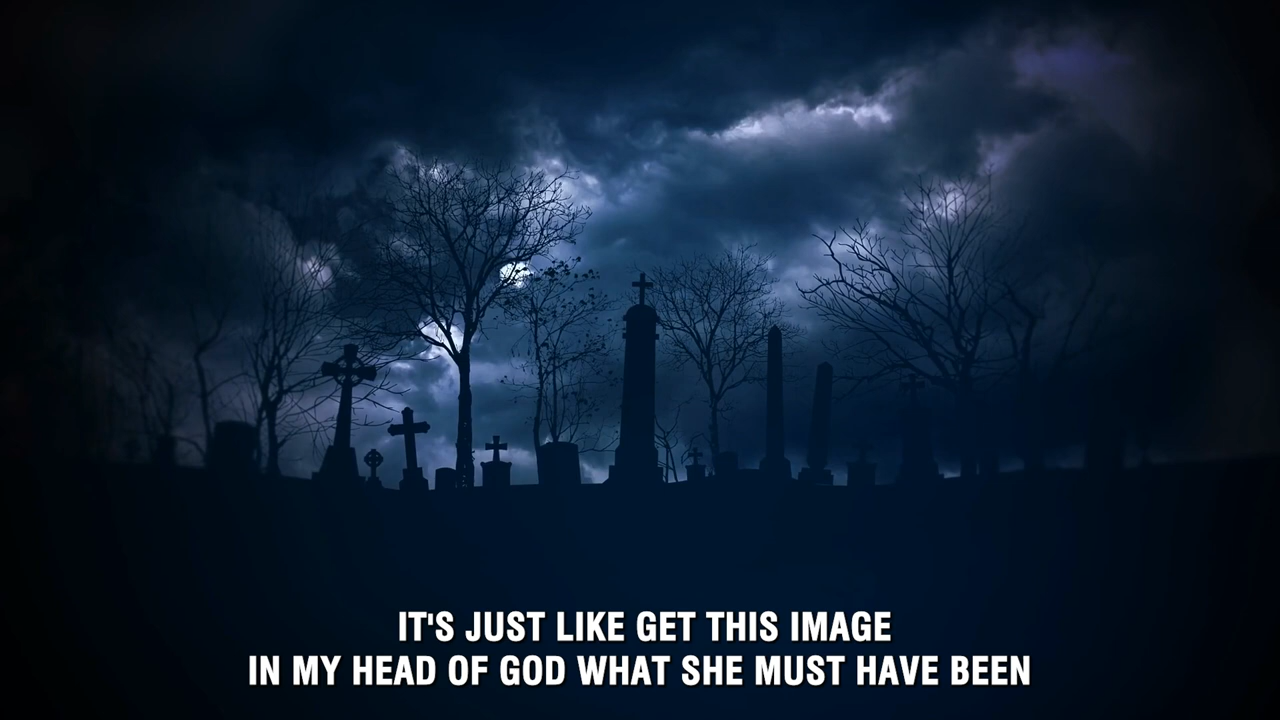 IT'S JUST LIKE GET THIS IMAGE
IN MY HEAD OF GOD WHAT SHE MUST HAVE BEEN